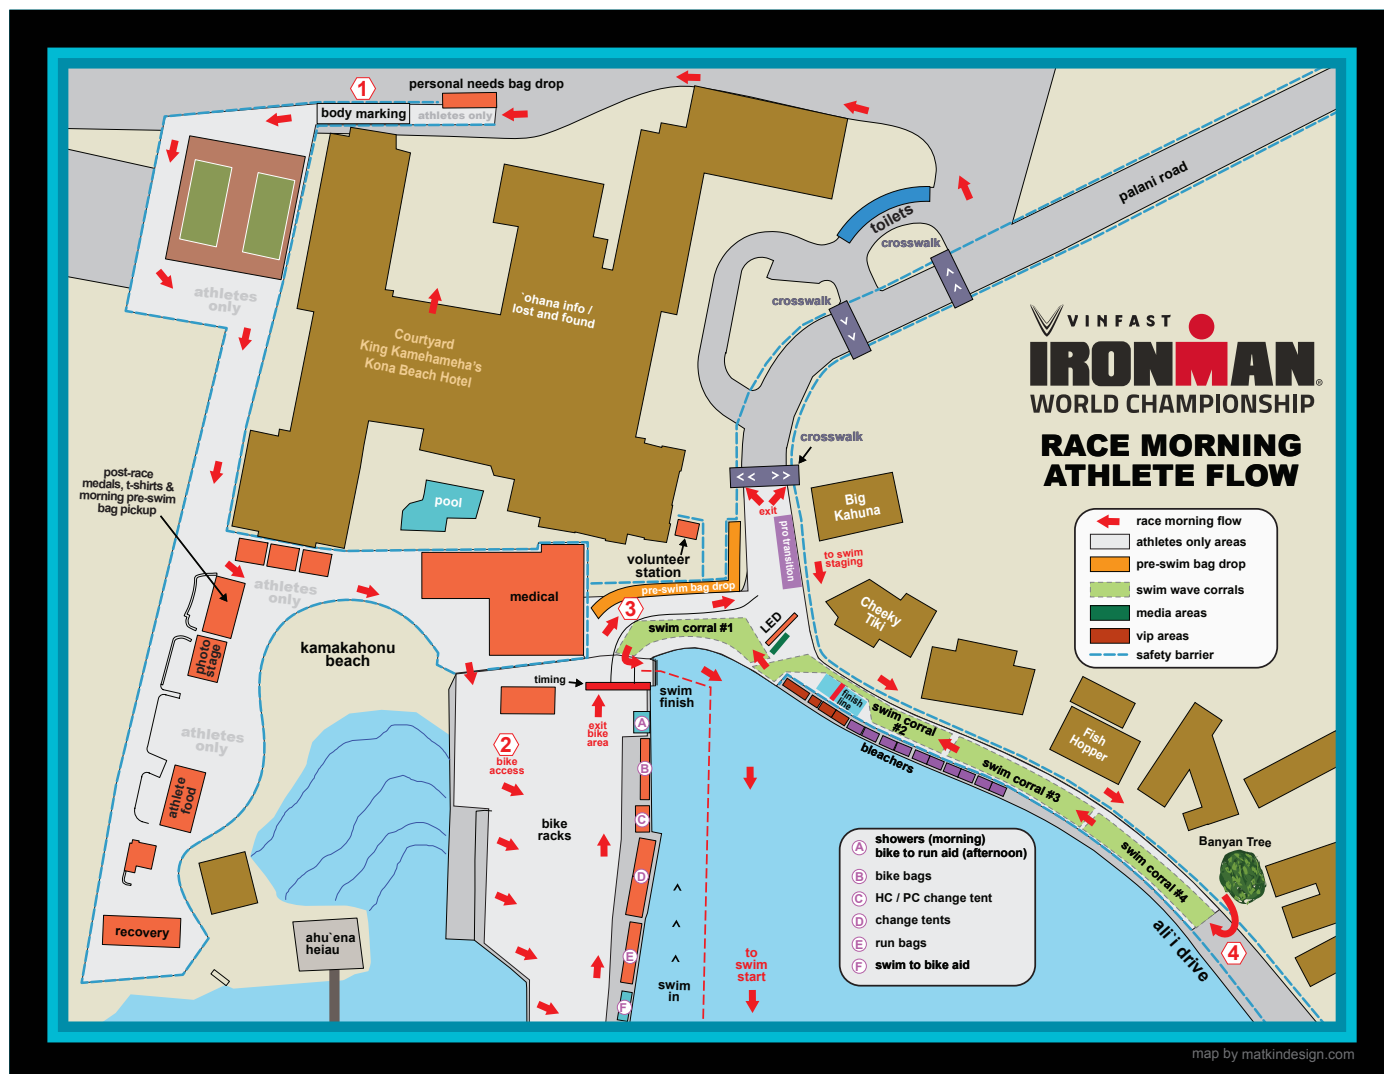 1
personal needs bag drop
body marking
athletes only
palani road
toilets
crosswalk
crosswalk
athletes
only
`ohana info /
lost and found
Courtyard
King Kamehameha's
Kona Beach Hotel
VINFAST
IRONMAN®
WORLD CHAMPIONSHIP
RACE MORNING
ATHLETE FLOW
crosswalk
<< >>
exit
post-race
medals, t-shirts &
morning pre-swim
bag pickup
pool
Big
Kahuna
pro transition
to swim
staging
volunteer
station
race morning flow
athletes only areas
pre-swim bag drop
swim wave corrals
media areas
vip areas
safety barrier
athletes
only
medical
pre-swim bag drop
3
swim corral #1
LED
Cheeky
Tiki
kamakahonu
beach
photo
stage
timing
swim
finish
finish
line
swim corral
#2
bleachers
Fish
Hopper
athletes
only
2
bike
access
exit
bike
area
A
B
C
D
E
F
swim corral #3
athlete
food
bike
racks
Banyan Tree
swim corral #4
4
ali`i drive
A showers (morning)
bike to run aid (afternoon)
B bike bags
C HC / PC change tent
D change tents
E run bags
F swim to bike aid
recovery
ahu`ena
heiau
swim
in
to
swim
start
map by matkindesign.com